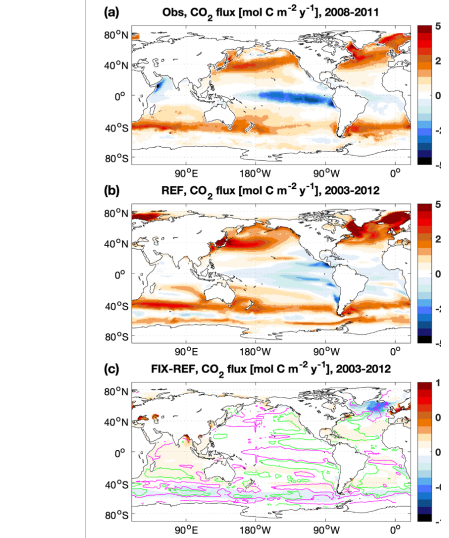 (a) Obs, CO2 flux [mol C m-2 y-1], 2008-2011
80°N
40°N
0°
40°S
80°S
90°E 180°W 90°W 0°
5
2
0
(b) REF, CO2 flux [mol C m-2 y-1], 2003-2012
80°N
40°N
0°
40°S
80°S
90°E 180°W 90°W 0°
5
2
0
(c) FIX-REF, CO2 flux [mol C m-2 y-1], 2003-2012
80°N
40°N
0°
40°S
80°S
90°E 180°W 90°W 0°
1
0
0